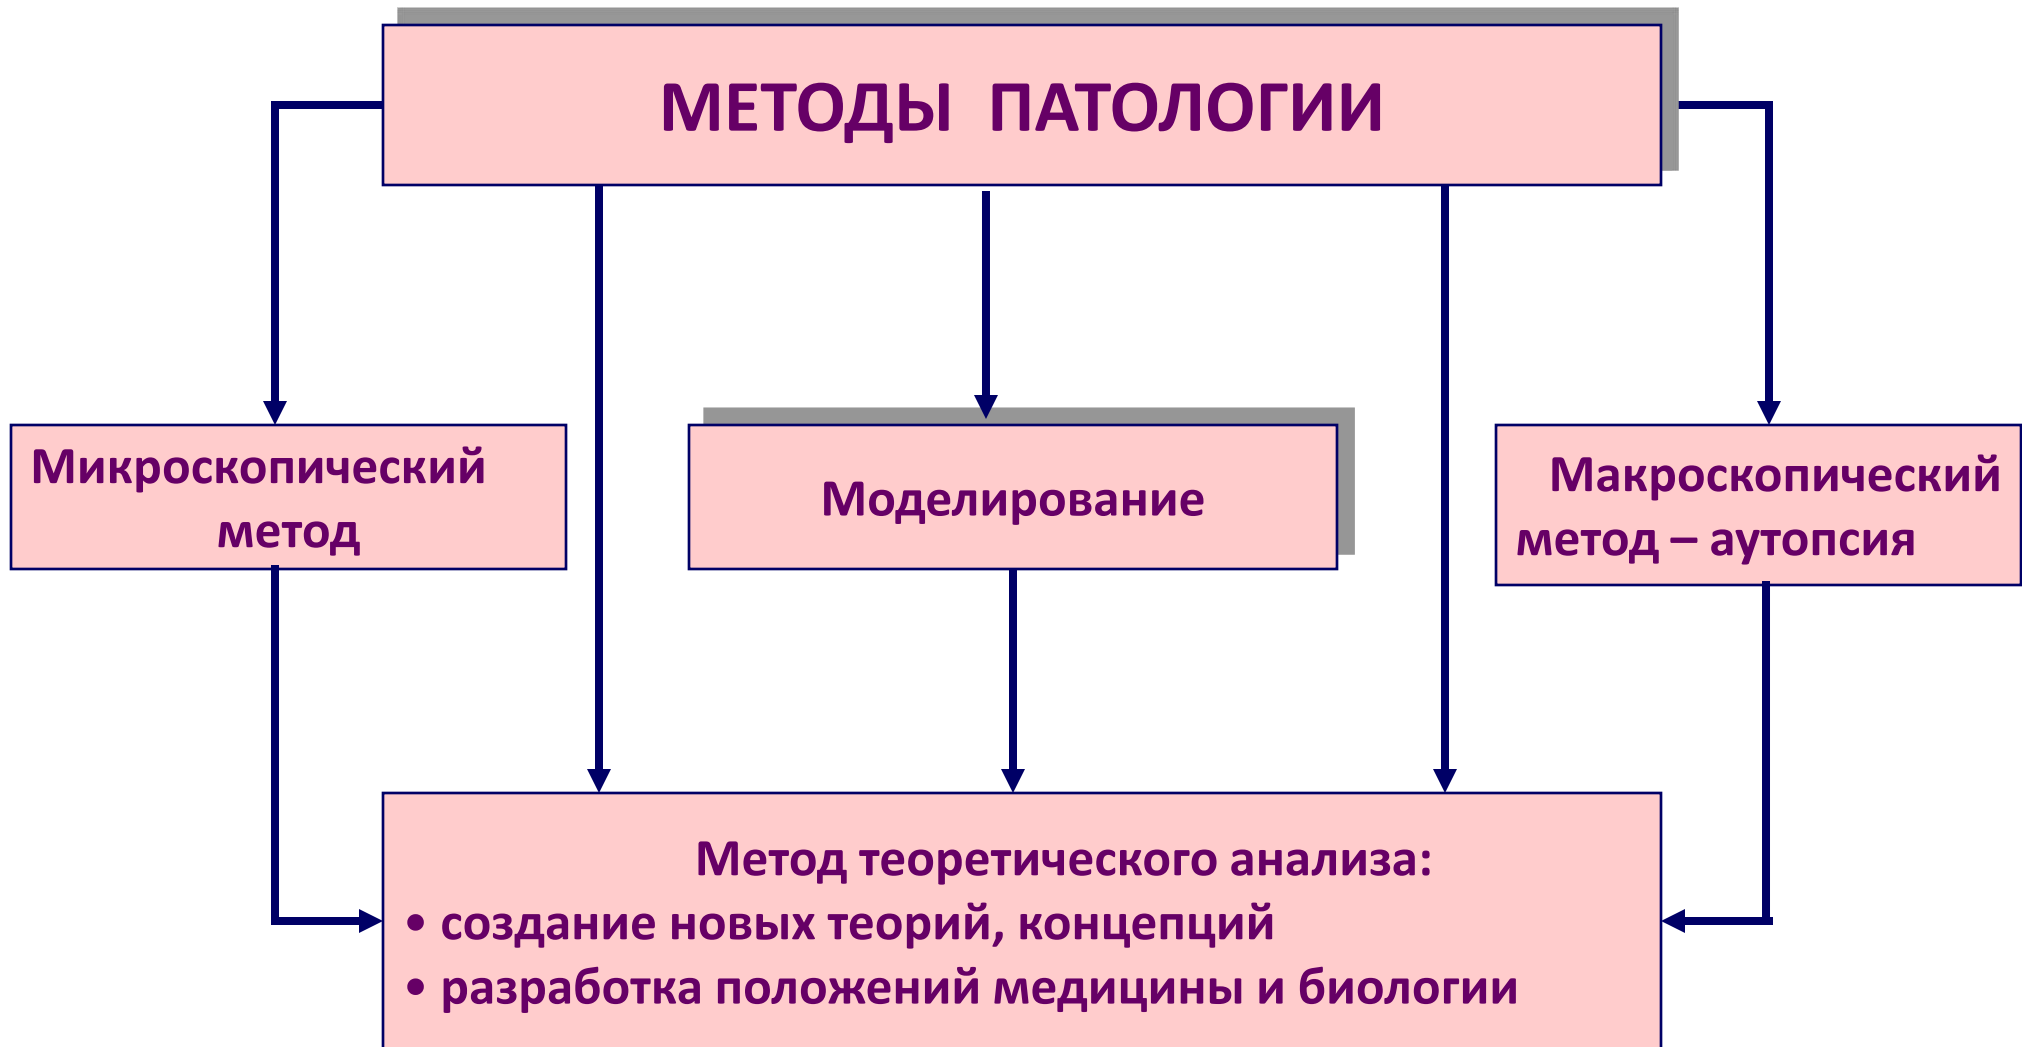 МЕТОДЫ ПАТОЛОГИИ
Микроскопический
метод
Моделирование
Макроскопический
метод – аутопсия
Метод теоретического анализа:
• создание новых теорий, концепций
• разработка положений медицины и биологии